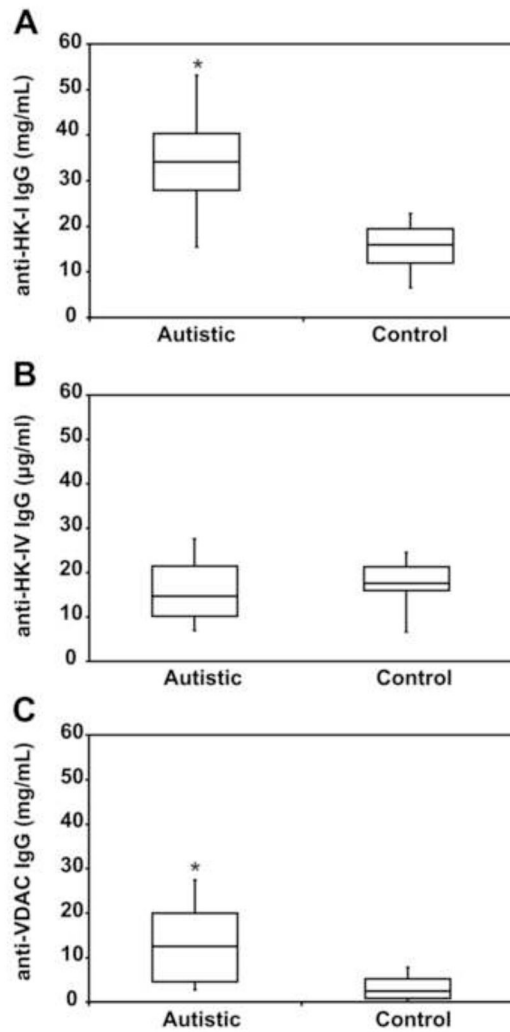 A
anti-HK-I IgG (mg/mL)
60
50
40
30
20
10
0
*
Autistic Control
B
anti-HK-IV IgG (µg/ml)
60
50
40
30
20
10
0
Autistic Control
C
anti-VDAC IgG (mg/mL)
60
50
40
30
20
10
0
*
Autistic Control